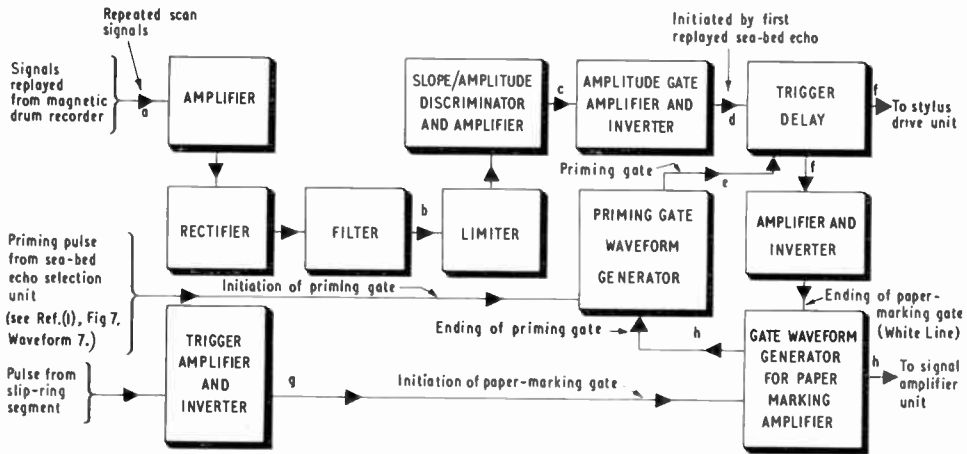 Repeated scan
signals
Signals
replayed
from magnetic
drum recorder
a
AMPLIFIER
RECTIFIER
FILTER
b
LIMITER
SLOPE/AMPLITUDE
DISCRIMINATOR
AND AMPLIFIER
c
AMPLITUDE GATE
AMPLIFIER AND
INVERTER
Initiated by first
replayed sea-bed echo
d
TRIGGER
DELAY
f
To stylus
drive unit
Priming gate
e
f
PRIMING GATE
WAVEFORM
GENERATOR
AMPLIFIER AND
INVERTER
Priming pulse
from sea-bed
echo selection
unit
(see Ref.(1), Fig 7.
Waveform 7.)
Initiation of priming gate
Ending of priming gate
h
Ending of paper-
marking gate
(White Line)
Pulse from
slip-ring
segment
TRIGGER
AMPLIFIER
AND
INVERTER
g
Initiation of paper-marking gate
GATE WAVEFORM
GENERATOR
FOR PAPER
MARKING
AMPLIFIER
h
To signal
amplifier
unit